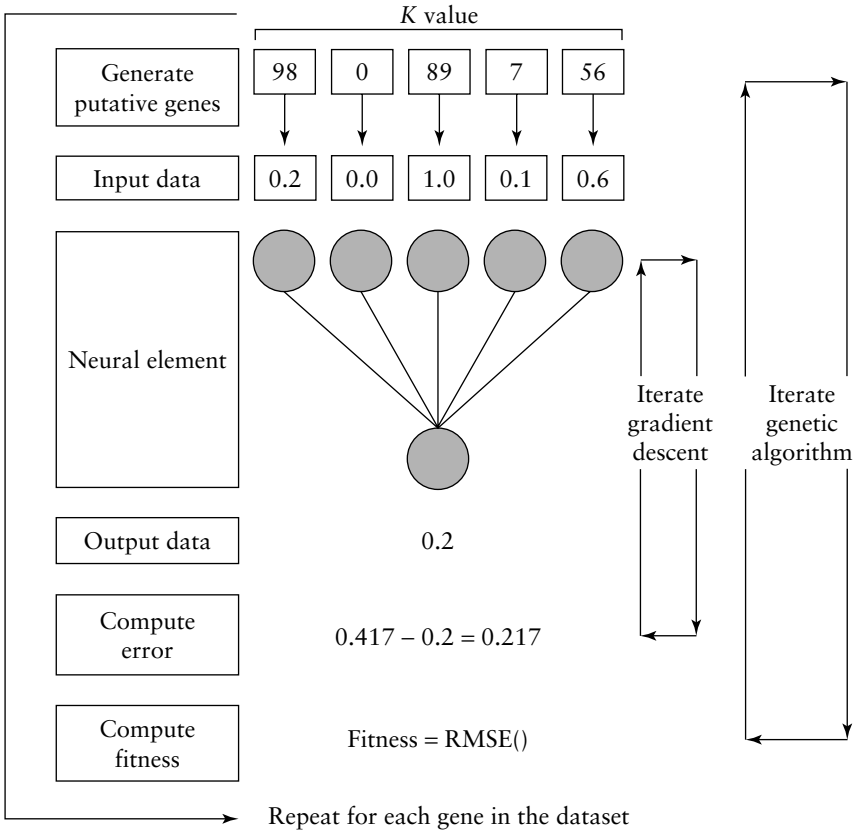 K value
Generate
putative genes
98 0 89 7 56
Input data
0.2 0.0 1.0 0.1 0.6
Neural element
Iterate
gradient
descent
Iterate
genetic
algorithm
Output data
0.2
Compute
error
0.417 – 0.2 = 0.217
Compute
fitness
Fitness = RMSE()
Repeat for each gene in the dataset